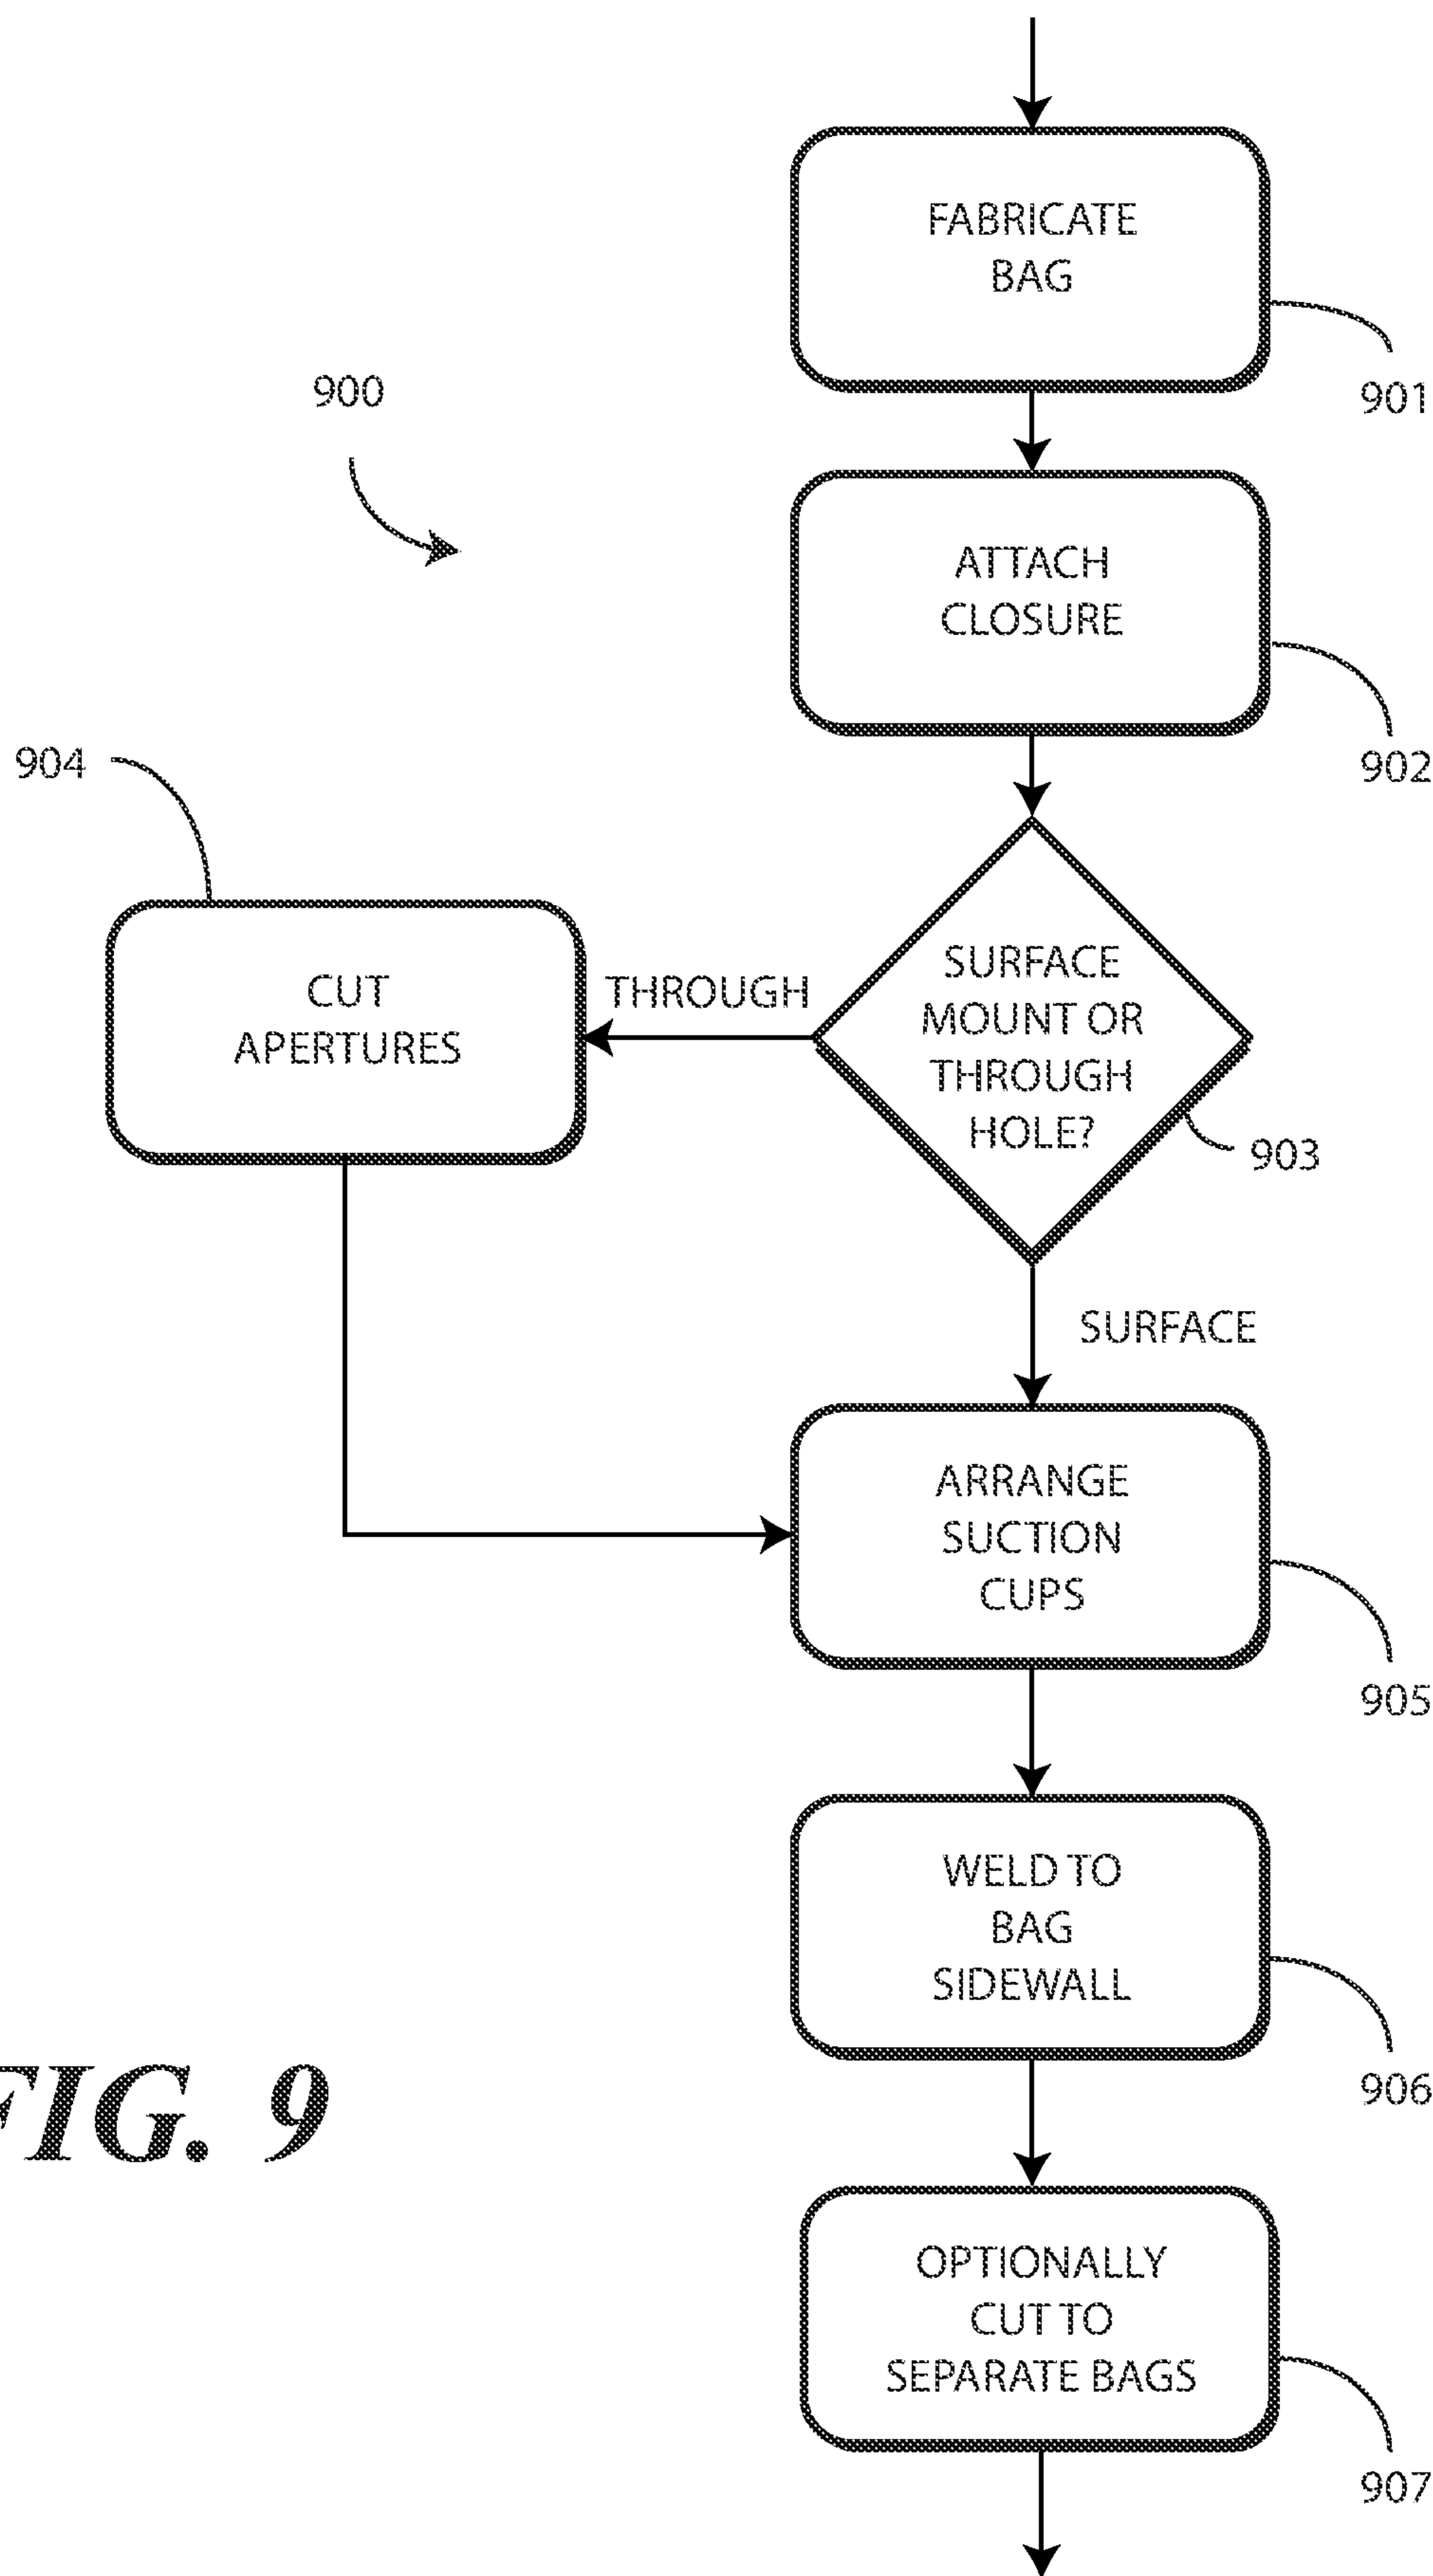 FABRICATE
BAG
901
900
ATTACH
CLOSURE
902
904
CUT
APERTURES
THROUGH
SURFACE
MOUNT OR
THROUGH
HOLE?
903
SURFACE
ARRANGE
SUCTION
CUPS
905
WELD TO
BAG
SIDEWALL
906
FIG. 9
OPTIONALLY
CUT TO
SEPARATE BAGS
907